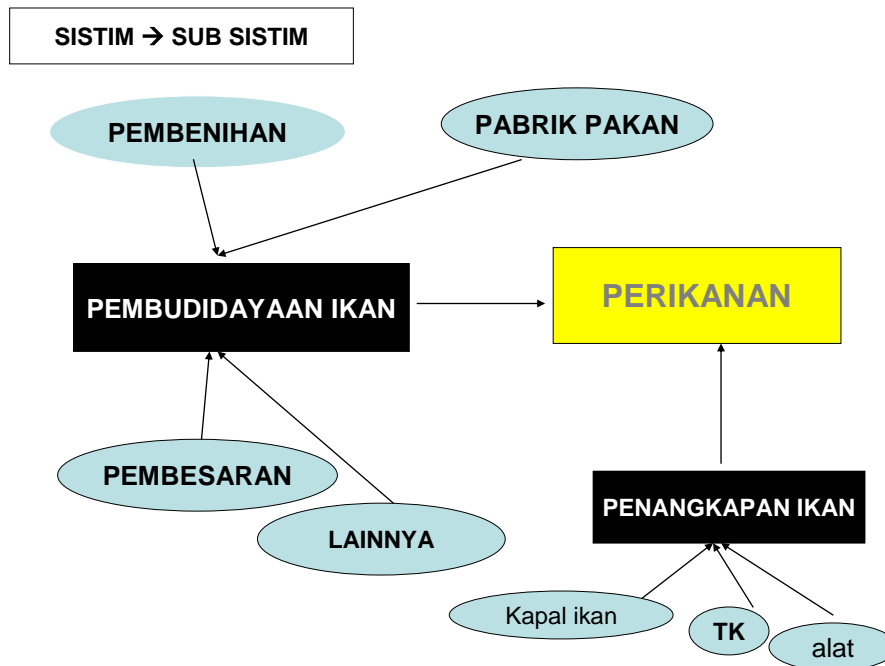 SISTIM → SUB SISTIM
PEMBENIHAN
PABRIK PAKAN
PEMBUDIDAYAAN IKAN
PERIKANAN
PEMBESARAN
LAINNYA
PENANGKAPAN IKAN
Kapal ikan
TK
alat